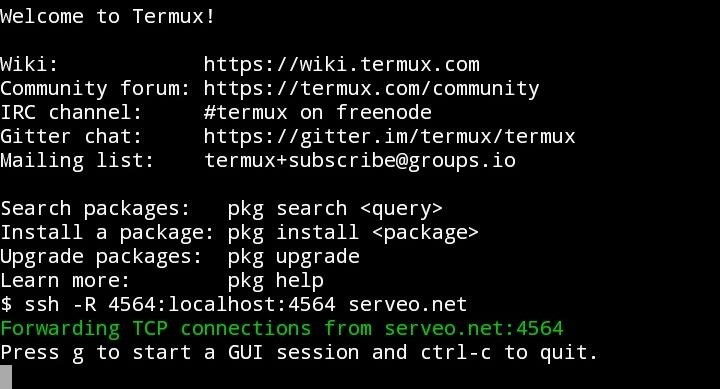 Welcome to Termux!
Wiki: https://wiki.termux.com
Community forum: https://termux.com/community
IRC channel: #termux on freenode
Gitter chat: https://gitter.im/termux/termux
Mailing list: termux+subscribe@groups.io
Search packages: pkg search <query>
Install a package: pkg install <package>
Upgrade packages: pkg upgrade
Learn more: pkg help
$ ssh -R 4564:localhost:4564 serveo.net
Forwarding TCP connections from serveo.net:4564
Press g to start a GUI session and ctrl-c to quit.